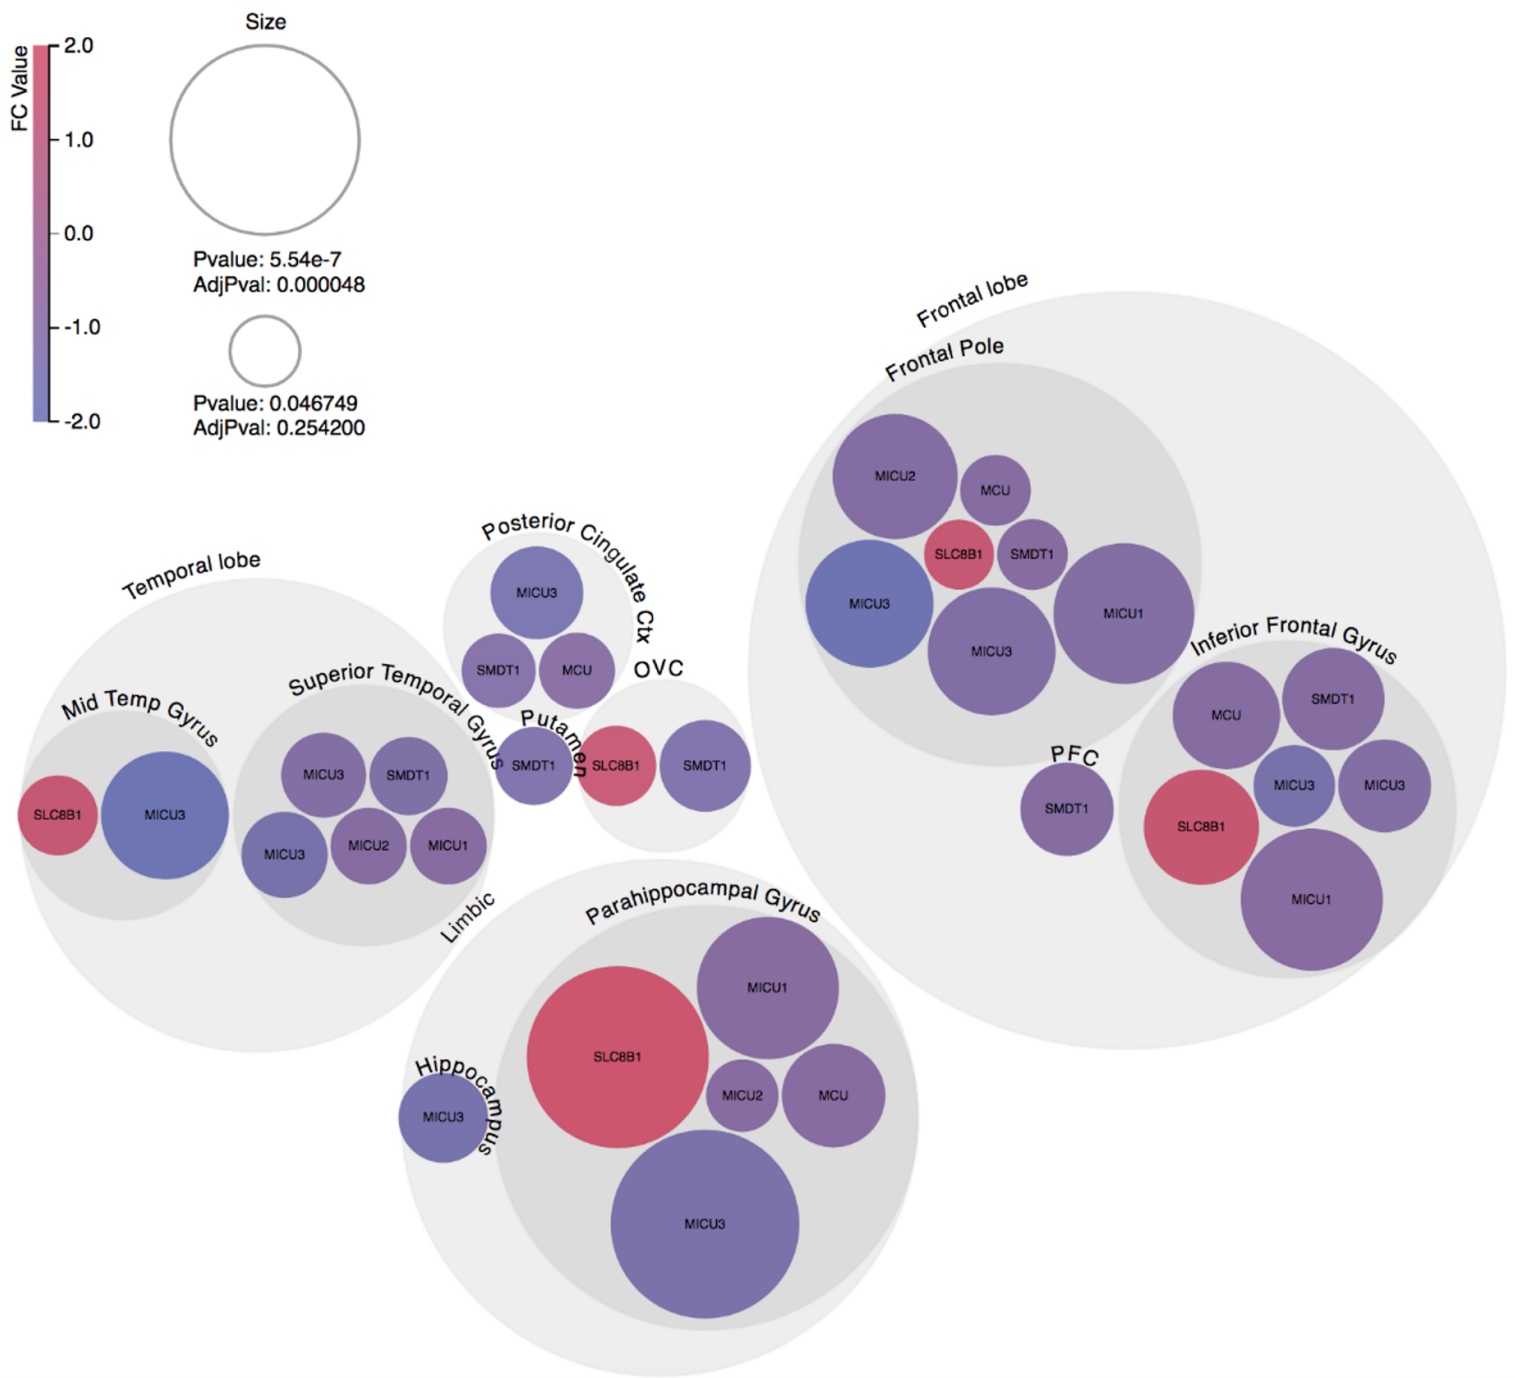 Size
FC Value
2.0
1.0
0.0
-1.0
-2.0
Pvalue: 5.54e-7
AdjPval: 0.000048
Pvalue: 0.046749
AdjPval: 0.254200
Frontal lobe
Frontal Pole
MICU2
MCU
SLC8B1
SMDT1
MICU3
MICU1
MICU3
Inferior Frontal Gyrus
MCU
SMDT1
MICU3
MICU3
SLC8B1
MICU1
PFC
SMDT1
Posterior Cingulate Ctx
MICU3
SMDT1
MCU
OVC
SLC8B1
SMDT1
Putamen
SMDT1
Temporal lobe
Mid Temp Gyrus
SLC8B1
MICU3
Superior Temporal Gyrus
MICU3
SMDT1
MICU3
MICU2
MICU1
Limbic
Parahippocampal Gyrus
MICU1
SLC8B1
MICU2
MCU
MICU3
Hippocampus
MICU3